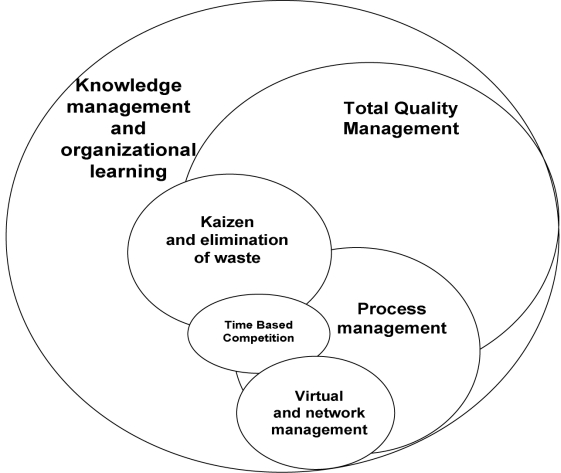 Knowledge
management
and
organizational
learning
Total Quality
Management
Kaizen
and elimination
of waste
Time Based
Competition
Process
management
Virtual
and network
management